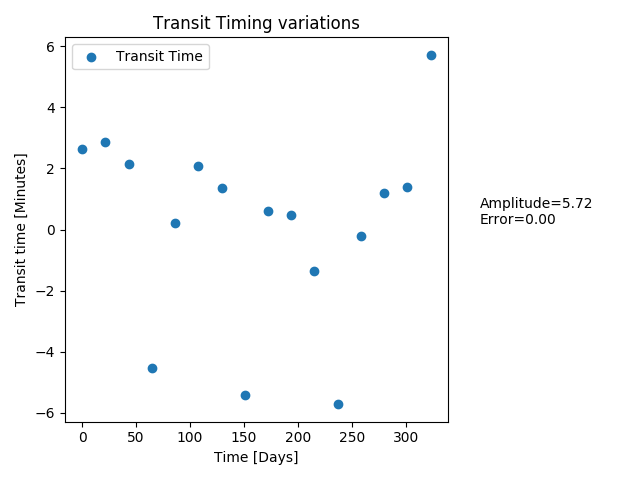 Transit Timing variations
Transit Time
Transit time [Minutes]
6
4
2
0
−2
−4
−6
0 50 100 150 200 250 300
Time [Days]
Amplitude=5.72
Error=0.00